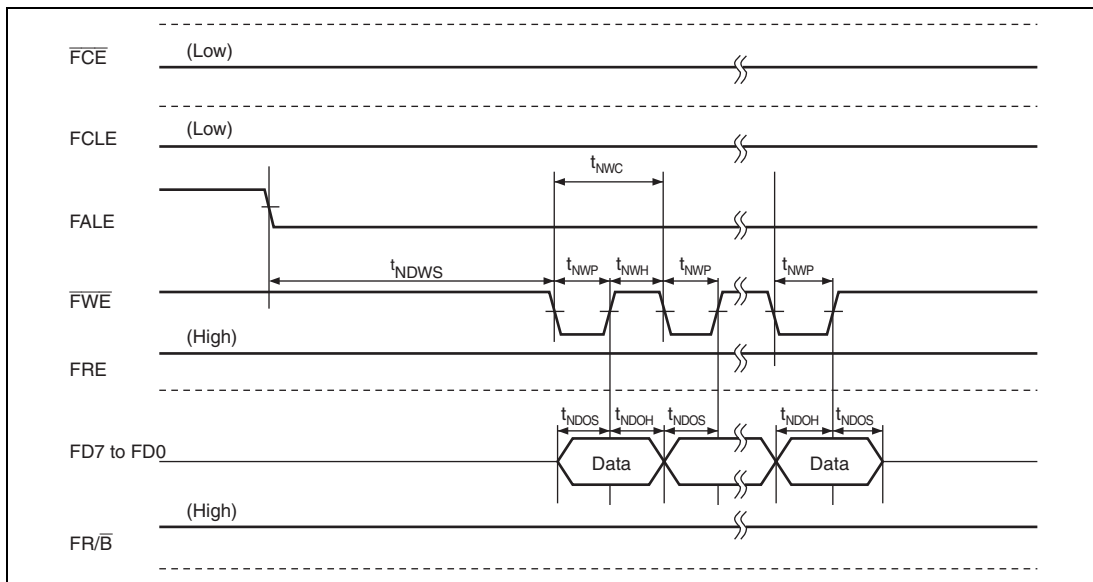 FCE (Low)
FCLE (Low)
tNWC
FALE
tNDWS tNWP tNWH tNWP tNWP
FWE
(High)
FRE
tNDOS tNDOH tNDOS tNDOH tNDOS
FD7 to FD0 Data Data
(High)
FR/B